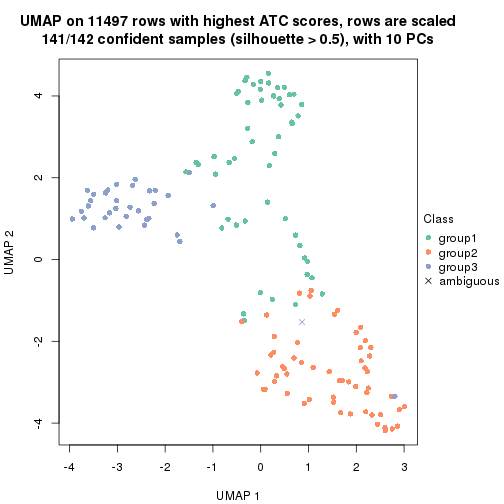 UMAP on 11497 rows with highest ATC scores, rows are scaled
141/142 confident samples (silhouette > 0.5), with 10 PCs
4
2
0
-2
-4
UMAP 2
-4
-3
-2
-1
0
1
2
3
UMAP 1
Class
group1
group2
group3
ambiguous